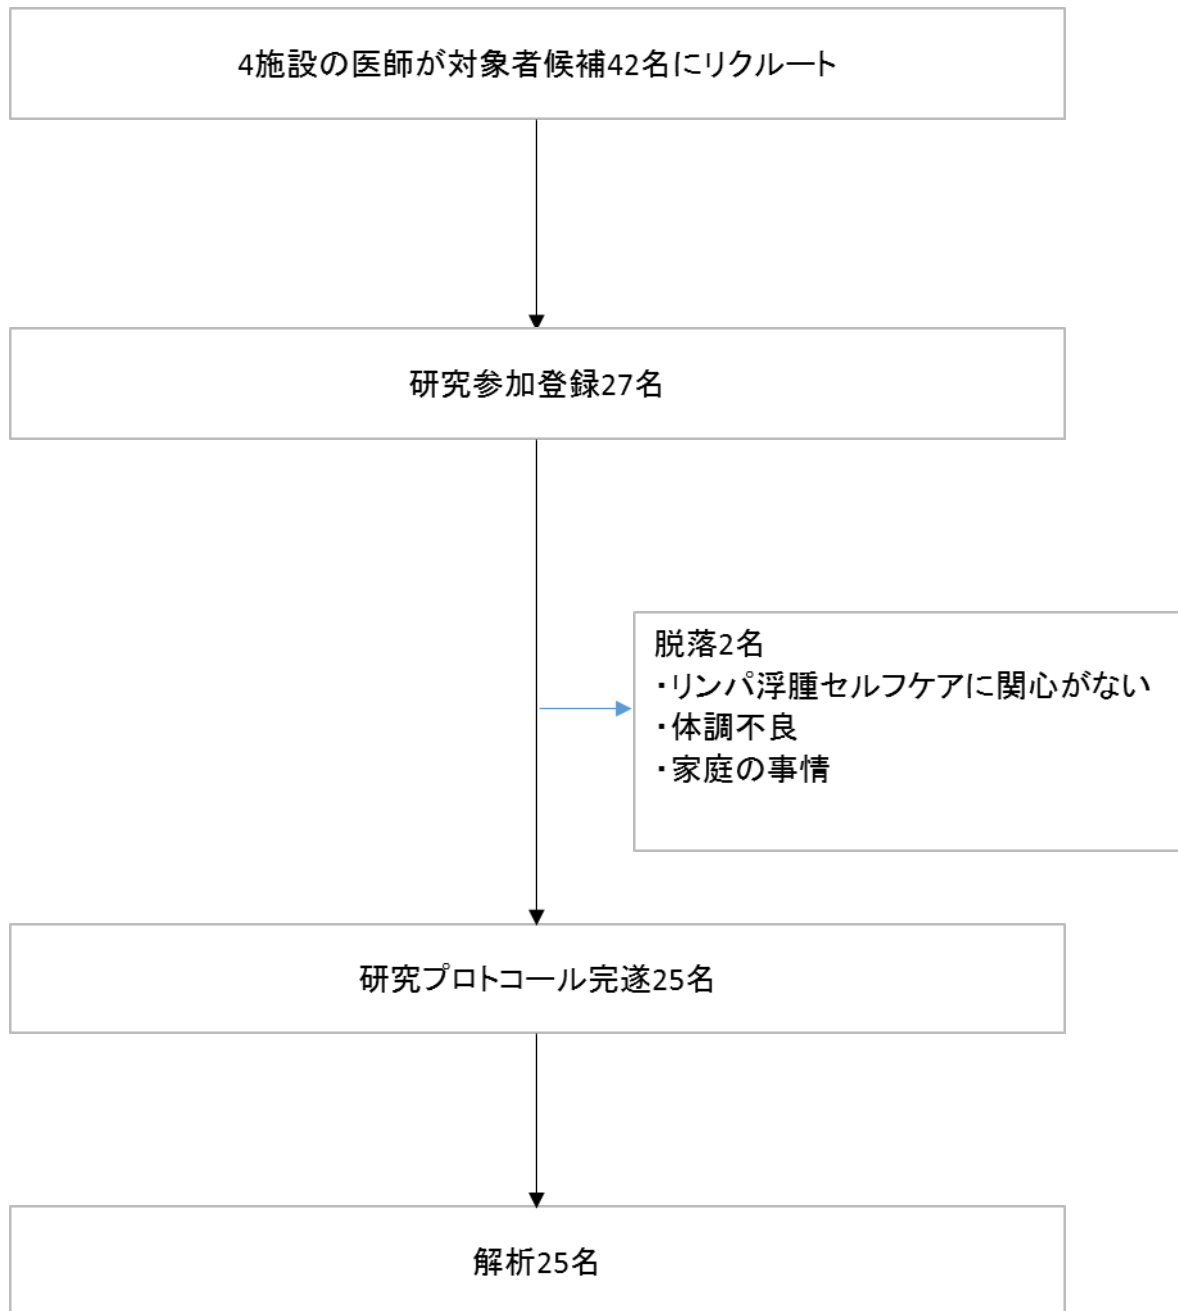 4施設の医師が対象者候補42名にリクルート
研究参加登録27名
脱落2名
・リンパ浮腫セルフケアに関心がない
・体調不良
・家庭の事情
研究プロトコール完遂25名
解析25名